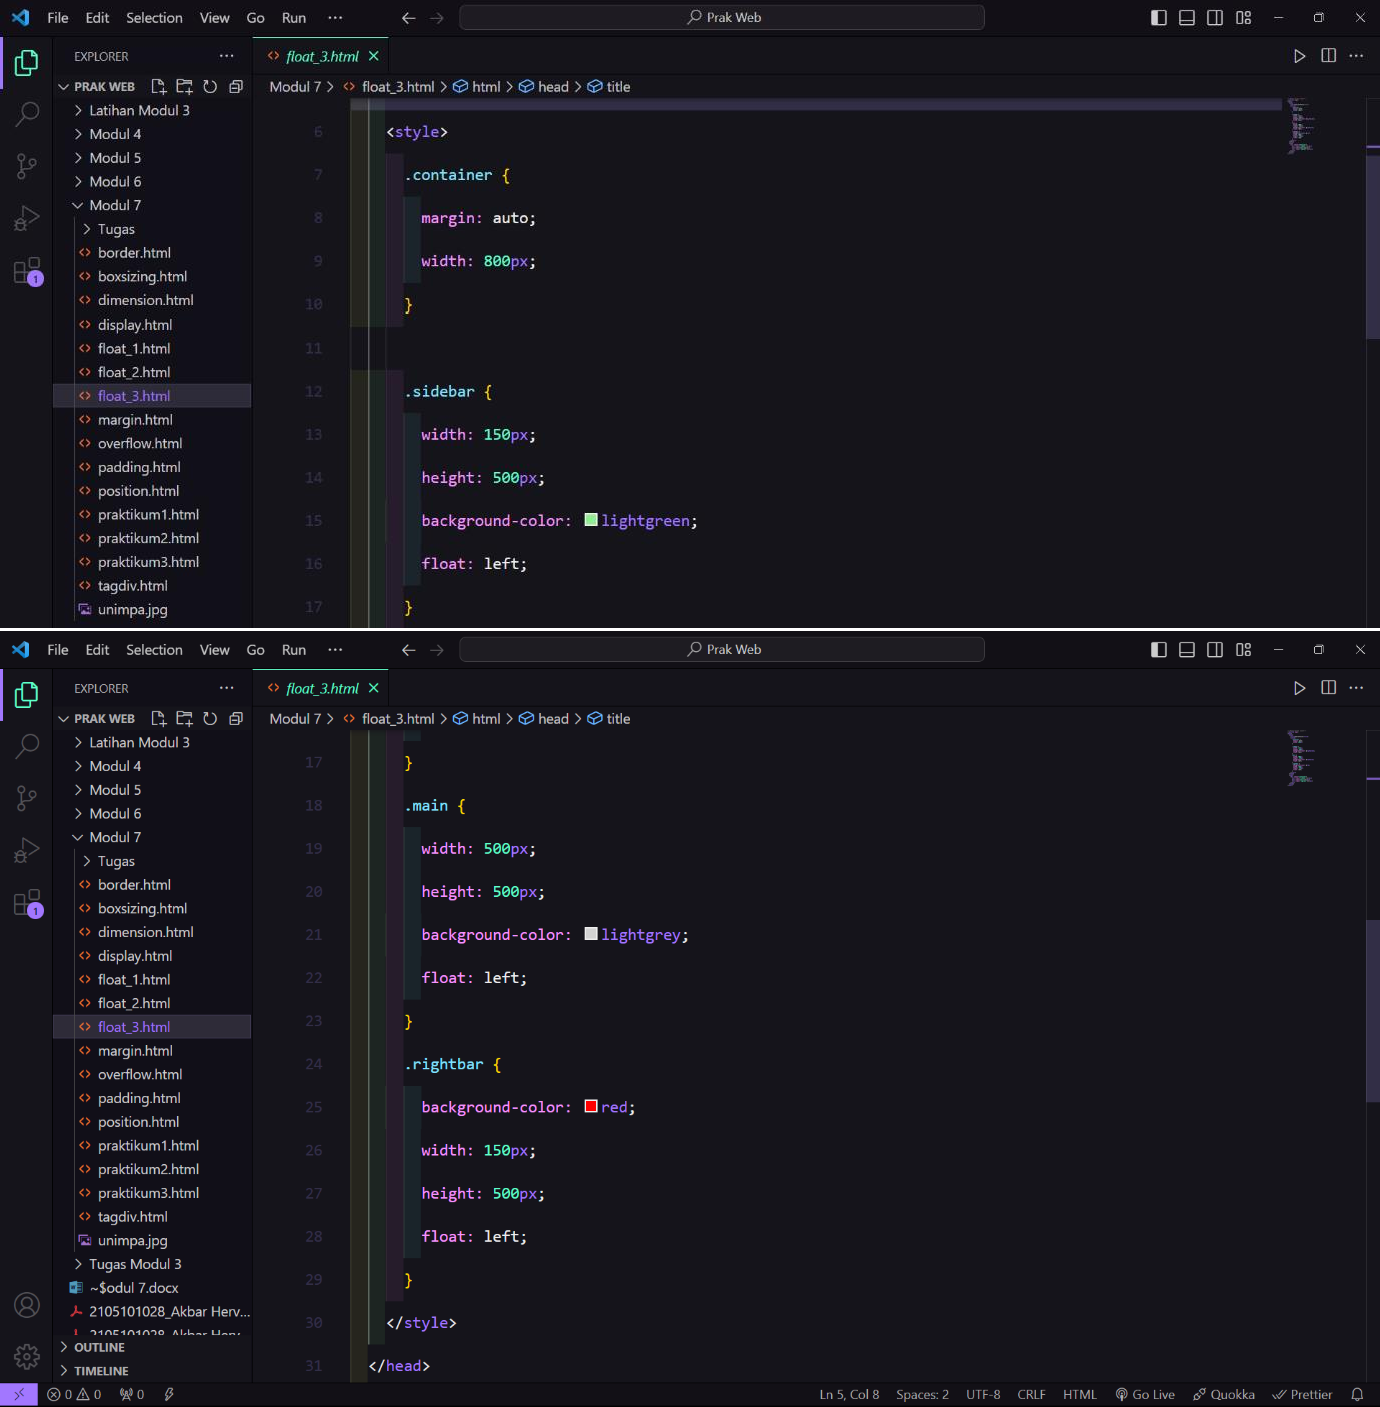 File Edit Selection View Go Run ··· Prak Web
EXPLORER ··· float_3.html
PRAK WEB Modul 7 > float_3.html > html > head > title
Latihan Modul 3
Modul 4
Modul 5
Modul 6
Modul 7
Tugas
border.html
boxsizing.html
dimension.html
display.html
float_1.html
float_2.html
float_3.html
margin.html
overflow.html
padding.html
position.html
praktikum1.html
praktikum2.html
praktikum3.html
tagdiv.html
unimpa.jpg
1
6 <style>
7 .container {
8 margin: auto;
9 width: 800px;
10 }
11
12 .sidebar {
13 width: 150px;
14 height: 500px;
15 background-color: lightgreen;
16 float: left;
17 }
File Edit Selection View Go Run ··· Prak Web
EXPLORER ··· float_3.html
PRAK WEB Modul 7 > float_3.html > html > head > title
Latihan Modul 3
Modul 4
Modul 5
Modul 6
Modul 7
Tugas
border.html
boxsizing.html
dimension.html
display.html
float_1.html
float_2.html
float_3.html
margin.html
overflow.html
padding.html
position.html
praktikum1.html
praktikum2.html
praktikum3.html
tagdiv.html
unimpa.jpg
Tugas Modul 3
~$odul 7.docx
2105101028_Akbar Herv...
2105101028_Akbar Herv...
OUTLINE
TIMELINE
1
17 }
18 .main {
19 width: 500px;
20 height: 500px;
21 background-color: lightgrey;
22 float: left;
23 }
24 .rightbar {
25 background-color: red;
26 width: 150px;
27 height: 500px;
28 float: left;
29 }
30 </style>
31 </head>
0 0 0 Ln 5, Col 8 Spaces: 2 UTF-8 CRLF HTML Go Live Quokka Prettier